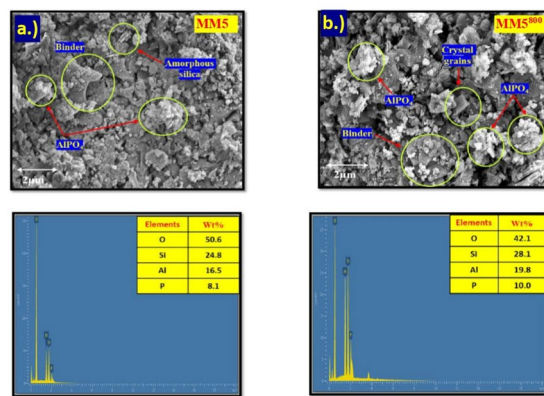 a.)
MM5
Binder
Amorphous
silica
AlPO₄
2μm
b.)
MM5⁸⁰⁰
Crystal
grains
AlPO₄
AlPO₄
Binder
2μm
Elements Wt%
O 50.6
Si 24.8
Al 16.5
P 8.1
Elements Wt%
O 42.1
Si 28.1
Al 19.8
P 10.0